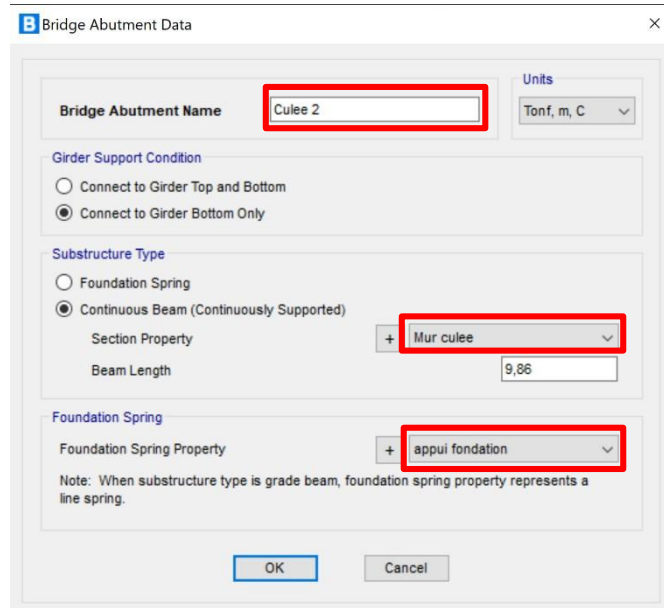 B Bridge Abutment Data
Units
Bridge Abutment Name Culee 2 Tonf, m, C
Girder Support Condition
Connect to Girder Top and Bottom
Connect to Girder Bottom Only
Substructure Type
Foundation Spring
Continuous Beam (Continuously Supported)
Section Property + Mur culee
Beam Length 9,86
Foundation Spring
Foundation Spring Property + appui fondation
Note: When substructure type is grade beam, foundation spring property represents a
line spring.
OK Cancel